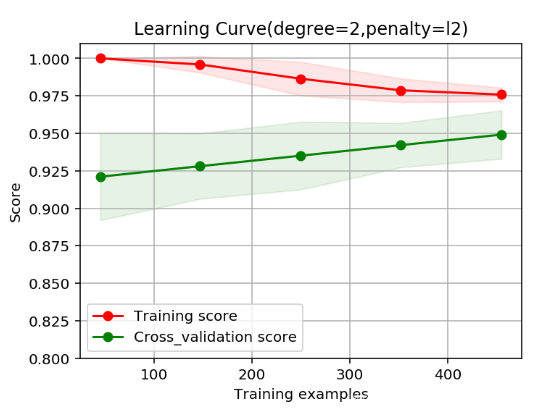 Learning Curve(degree=2,penalty=l2)
1.000
0.975
0.950
0.925
0.900
0.875
0.850
0.825
0.800
Score
Training score
Cross_validation score
100
200
300
400
Training examples